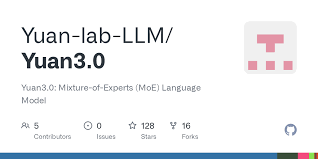 Yuan-lab-LLM/
Yuan3.0
Yuan3.0: Mixture-of-Experts (MoE) Language
Model
5 0 128 16
Contributors Issues Stars Forks